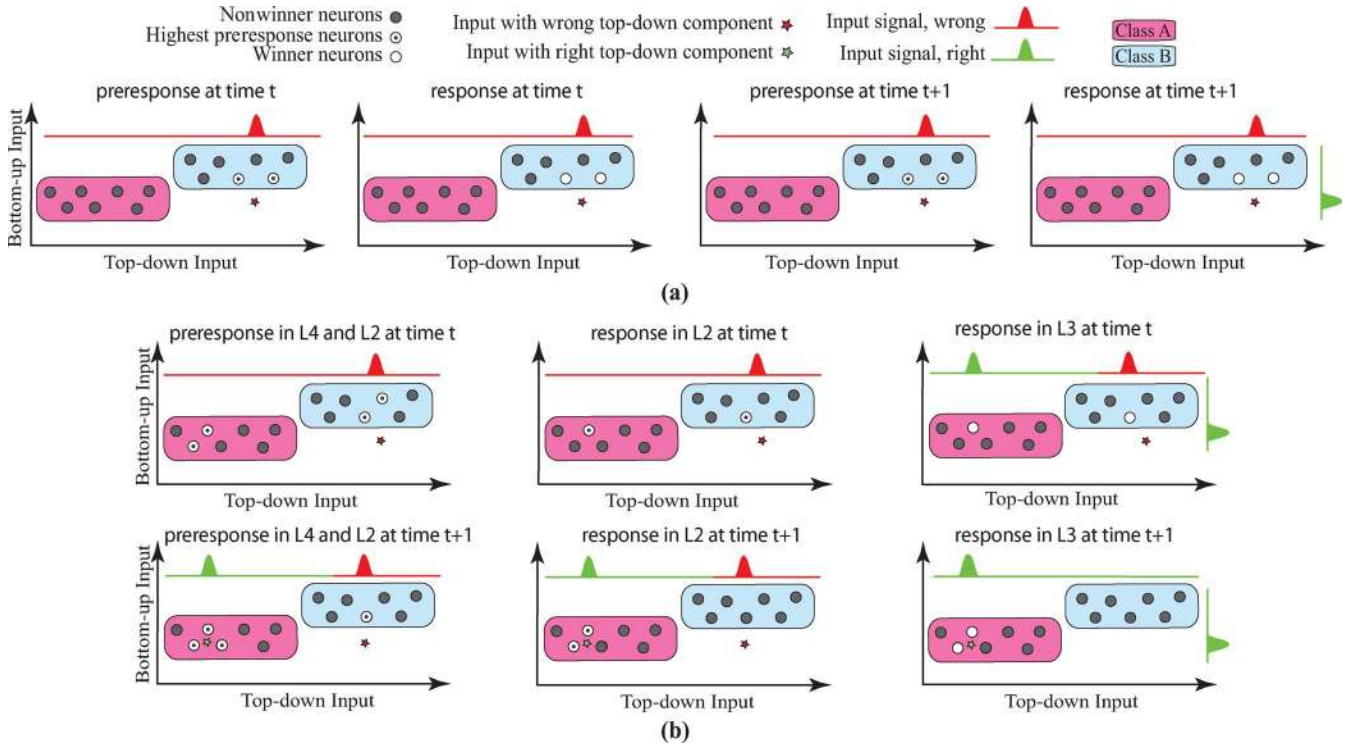 Nonwinner neurons
Highest preresponse neurons
Winner neurons
Input with wrong top-down component
Input with right top-down component
Input signal, wrong
Input signal, right
Class A
Class B
preresponse at time t
response at time t
preresponse at time t+1
response at time t+1
Bottom-up Input
Top-down Input
Top-down Input
Top-down Input
Top-down Input
(a)
preresponse in L4 and L2 at time t
response in L2 at time t
response in L3 at time t
Bottom-up Input
Top-down Input
Top-down Input
Top-down Input
preresponse in L4 and L2 at time t+1
response in L2 at time t+1
response in L3 at time t+1
Bottom-up Input
Top-down Input
Top-down Input
Top-down Input
(b)